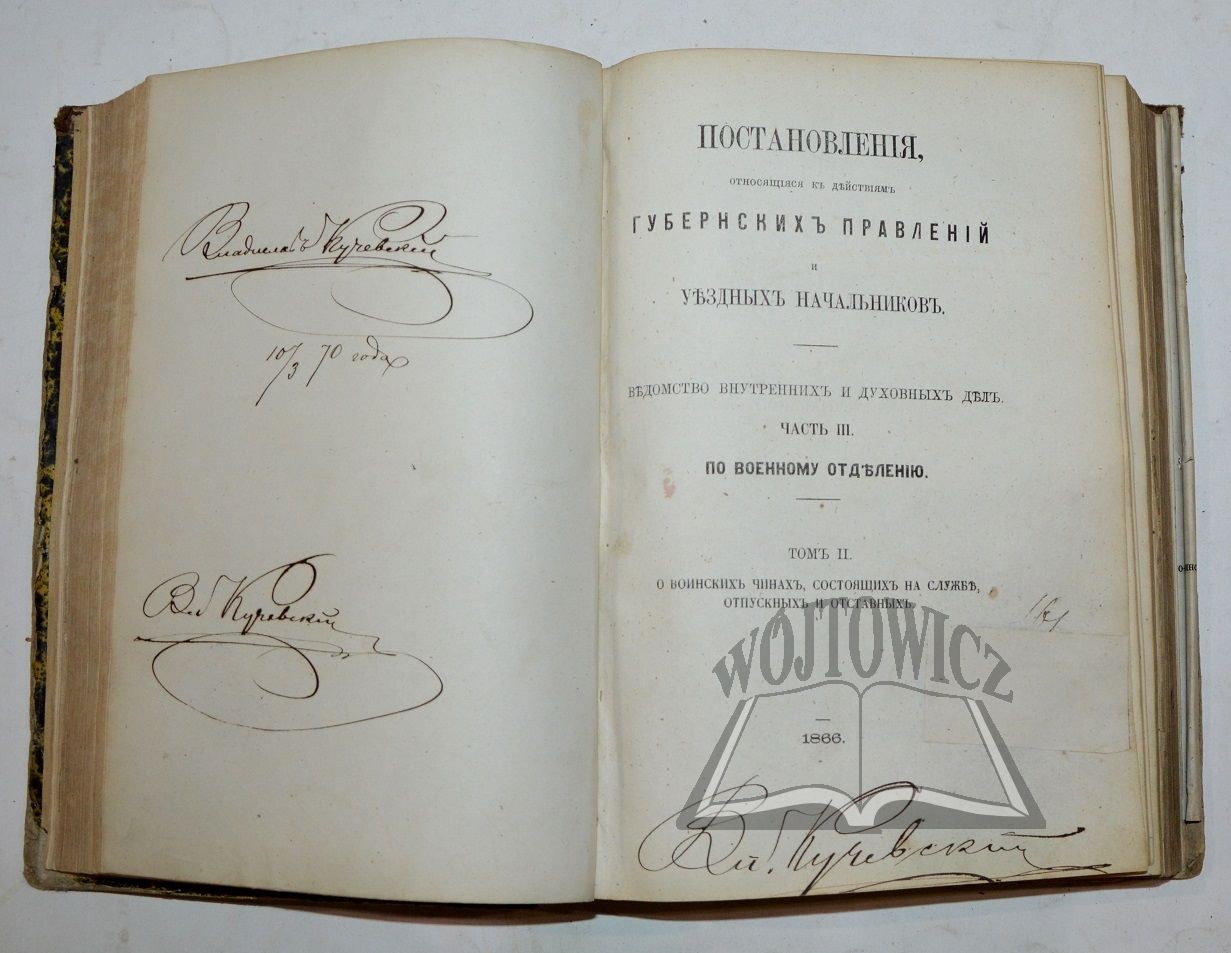 Владиславъ Кучевский
10/3 70 года
Вл Кучевский
ПОСТАНОВЛЕНІЯ,
ОТНОСЯЩІЯСЯ КЪ ДѢЙСТВІЯМЪ
ГУБЕРНСКИХЪ ПРАВЛЕНІЙ
И
УѢЗДНЫХЪ НАЧАЛЬНИКОВЪ.
ВѢДОМСТВО ВНУТРЕННИХЪ И ДУХОВНЫХЪ ДѢЛЪ.
ЧАСТЬ III.
ПО ВОЕННОМУ ОТДѢЛЕНІЮ.
ТОМЪ II.
О ВОИНСКИХЪ ЧИНАХЪ, СОСТОЯЩИХЪ НА СЛУЖБѢ,
ОТПУСКНЫХЪ И ОТСТАВНЫХЪ.
WÓJTOWICZ
1866.
Вл. Кучевский